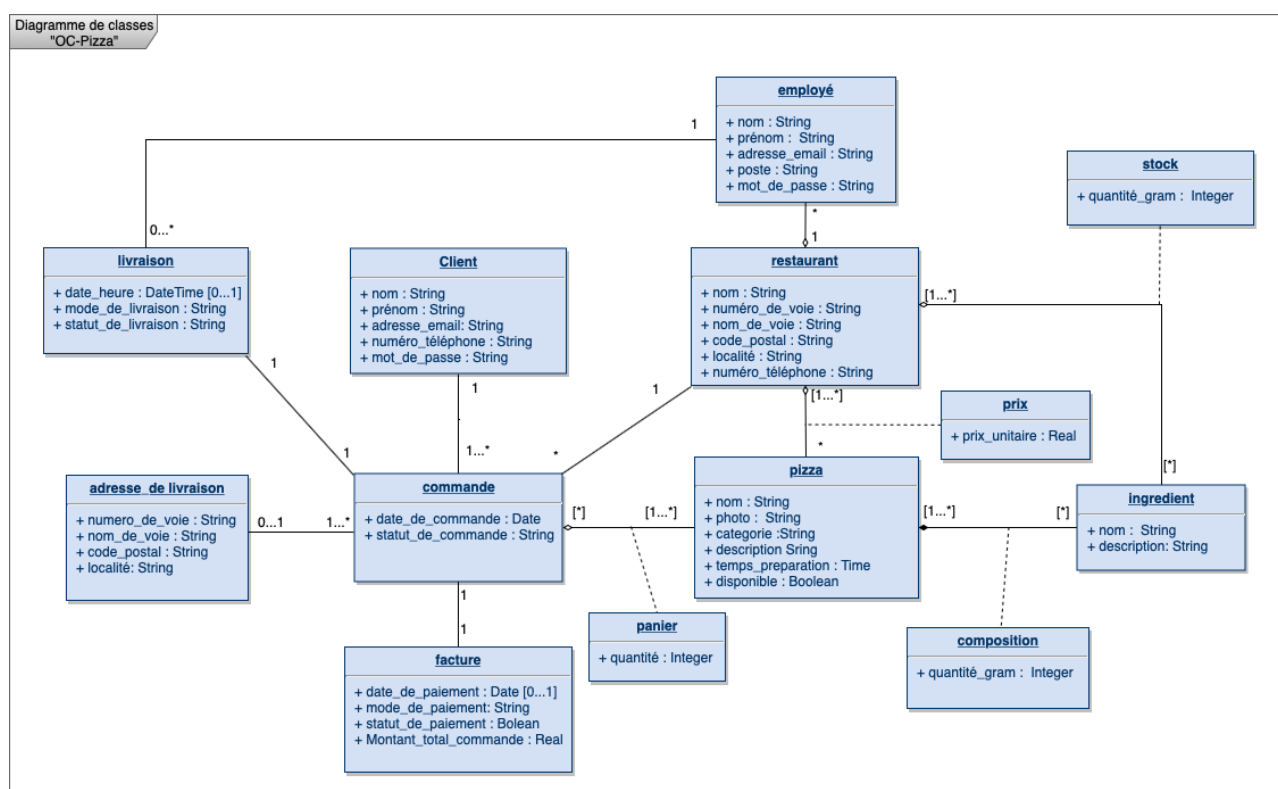 Diagramme de classes
"OC-Pizza"
employé
+ nom : String
+ prénom :  String
+ adresse_email : String
+ poste : String
+ mot_de_passe : String
1
0...*
*
1
stock
+ quantité_gram :  Integer
livraison
+ date_heure : DateTime [0...1]
+ mode_de_livraison : String
+ statut_de_livraison : String
Client
+ nom : String
+ prénom : String
+ adresse_email: String
+ numéro_téléphone : String
+ mot_de_passe : String
restaurant
+ nom : String
+ numéro_de_voie : String
+ nom_de_voie : String
+ code_postal : String
+ localité : String
+ numéro_téléphone : String
[1...*]
[*]
1
1
1
1...*
1
*
[1...*]
*
prix
+ prix_unitaire : Real
adresse_de livraison
+ numero_de_voie : String
+ nom_de_voie : String
+ code_postal : String
+ localité: String
0...1
1...*
commande
+ date_de_commande : Date
+ statut_de_commande : String
[*]
[1...*]
pizza
+ nom : String
+ photo :  String
+ categorie :String
+ description Sring
+ temps_preparation : Time
+ disponible : Boolean
[1...*]
[*]
ingredient
+ nom :  String
+ description: String
1
1
panier
+ quantité : Integer
composition
+ quantité_gram :  Integer
facture
+ date_de_paiement : Date [0...1]
+ mode_de_paiement: String
+ statut_de_paiement : Bolean
+ Montant_total_commande : Real